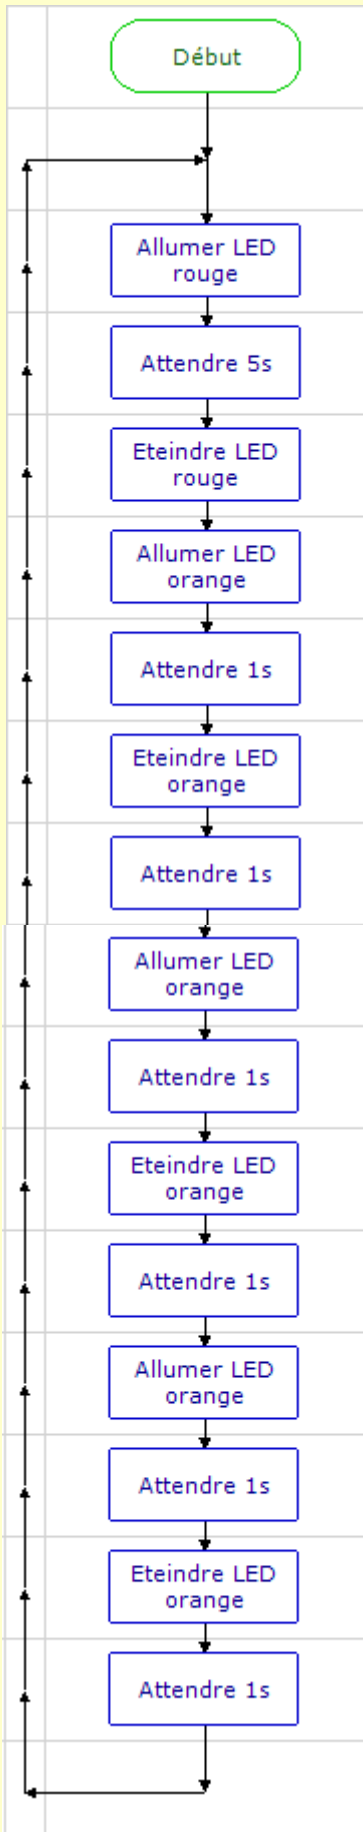 Début
Allumer LED
rouge
Attendre 5s
Eteindre LED
rouge
Allumer LED
orange
Attendre 1s
Eteindre LED
orange
Attendre 1s
Allumer LED
orange
Attendre 1s
Eteindre LED
orange
Attendre 1s
Allumer LED
orange
Attendre 1s
Eteindre LED
orange
Attendre 1s